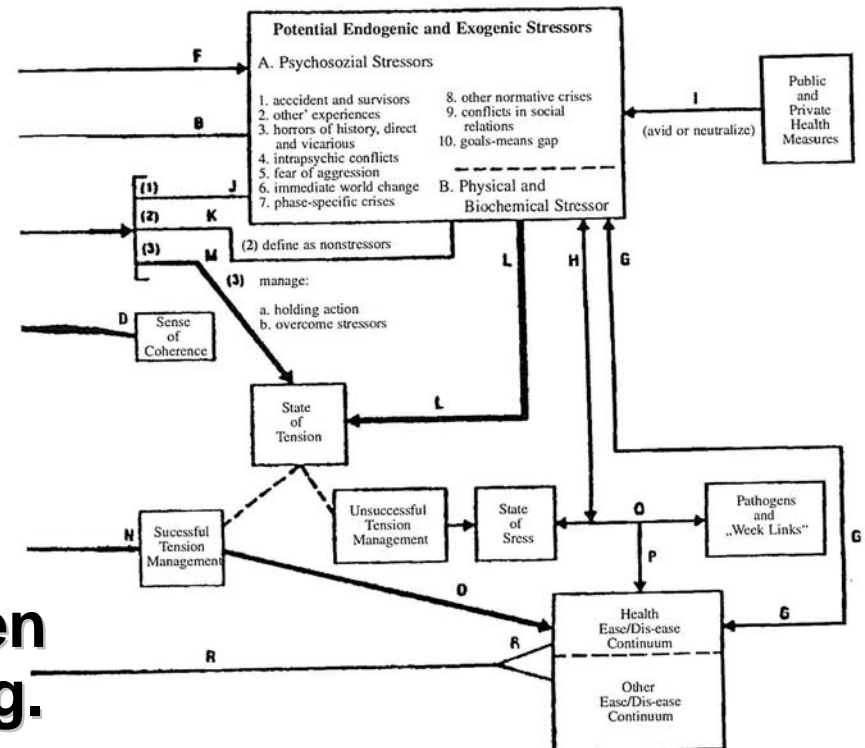 Potential Endogenic and Exogenic Stressors
A. Psychosozial Stressors
1. acccident and survisors
2. other' experiences
3. horrors of history, direct
and vicarious
4. intrapsychic conflicts
5. fear of aggression
6. immediate world change
7. phase-specific crises
8. other normative crises
9. conflicts in social
relations
10. goals-means gap
B. Physical and
Biochemical Stressor
F
B
I
(avid or neutralize)
Public
and
Private
Health
Measures
(1)
J
(2)
K
(3)
M
(2) define as nonstressors
(3) manage:
a. holding action
b. overcome stressors
L
H
G
D
Sense
of
Coherence
State
of
Tension
L
N
Sucessful
Tension
Management
Unsuccessful
Tension
Management
State
of
Sress
Q
Pathogens
and
„Week Links"
G
P
O
Health
Ease/Dis-ease
Continuum
G
R
R
Other
Ease/Dis-ease
Continuum
en
g.